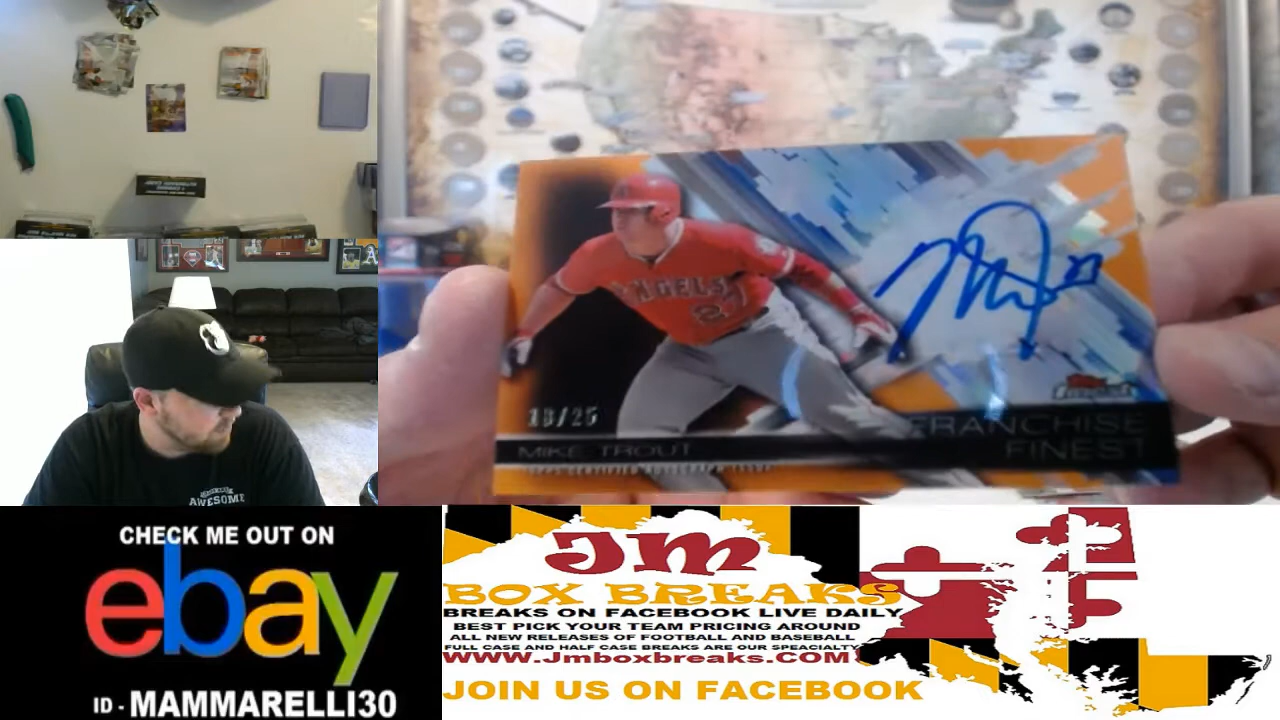 ANGELS
27
18/25
MIKE TROUT
FRANCHISE
FINEST
AWESOME
CHECK ME OUT ON
ebay
ID - MAMMARELLI30
JM
BOX BREAKS
BREAKS ON FACEBOOK LIVE DAILY
BEST PICK YOUR TEAM PRICING AROUND
ALL NEW RELEASES OF FOOTBALL AND BASEBALL
FULL CASE AND HALF CASE BREAKS ARE OUR SPEACIALTY
WWW.Jmboxbreaks.COM
JOIN US ON FACEBOOK